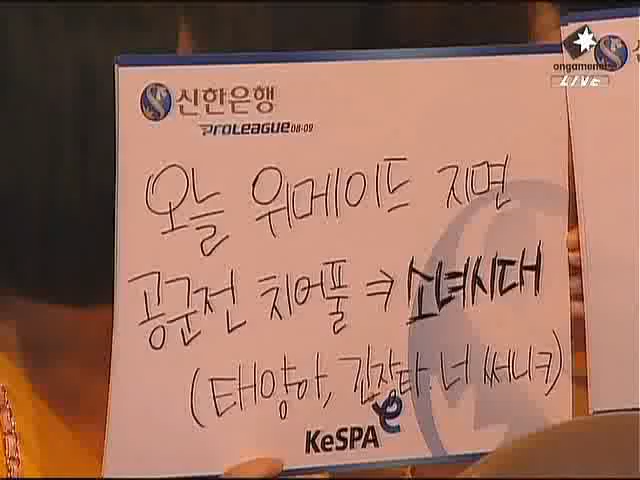 ongamenet
LIVE
신한은행
PROLEAGUE 08-09
오늘 위메이드 지면
공군전 치어풀 → 소녀시대
(태양아, 긴장타. 너 써니ㅋ)
KeSPA